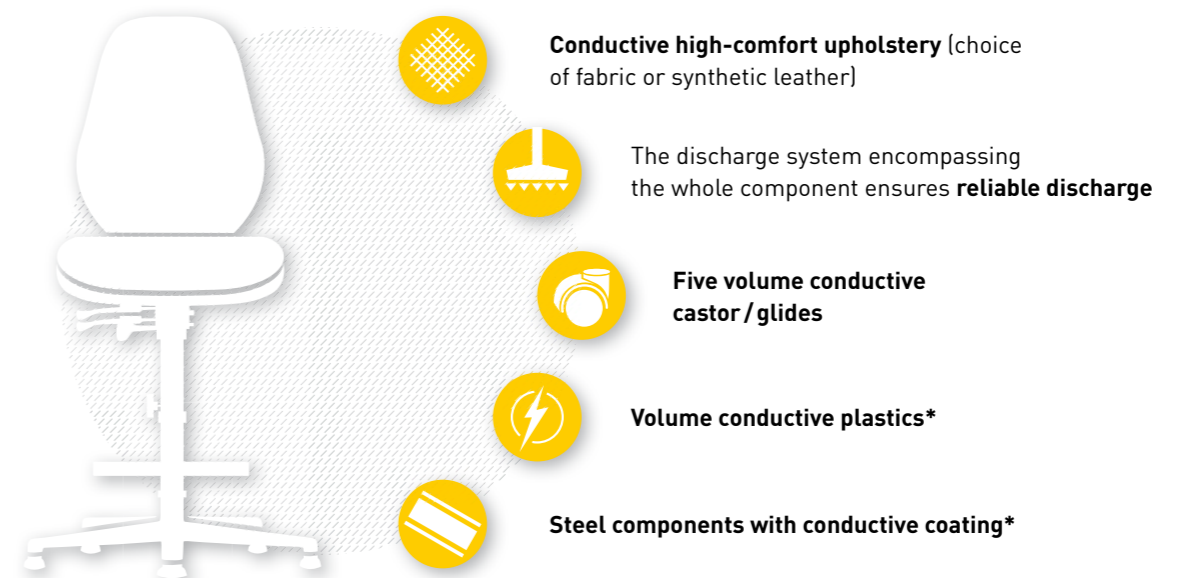 Conductive high-comfort upholstery (choice
of fabric or synthetic leather)
The discharge system encompassing
the whole component ensures reliable discharge
Five volume conductive
castor / glides
Volume conductive plastics*
Steel components with conductive coating*